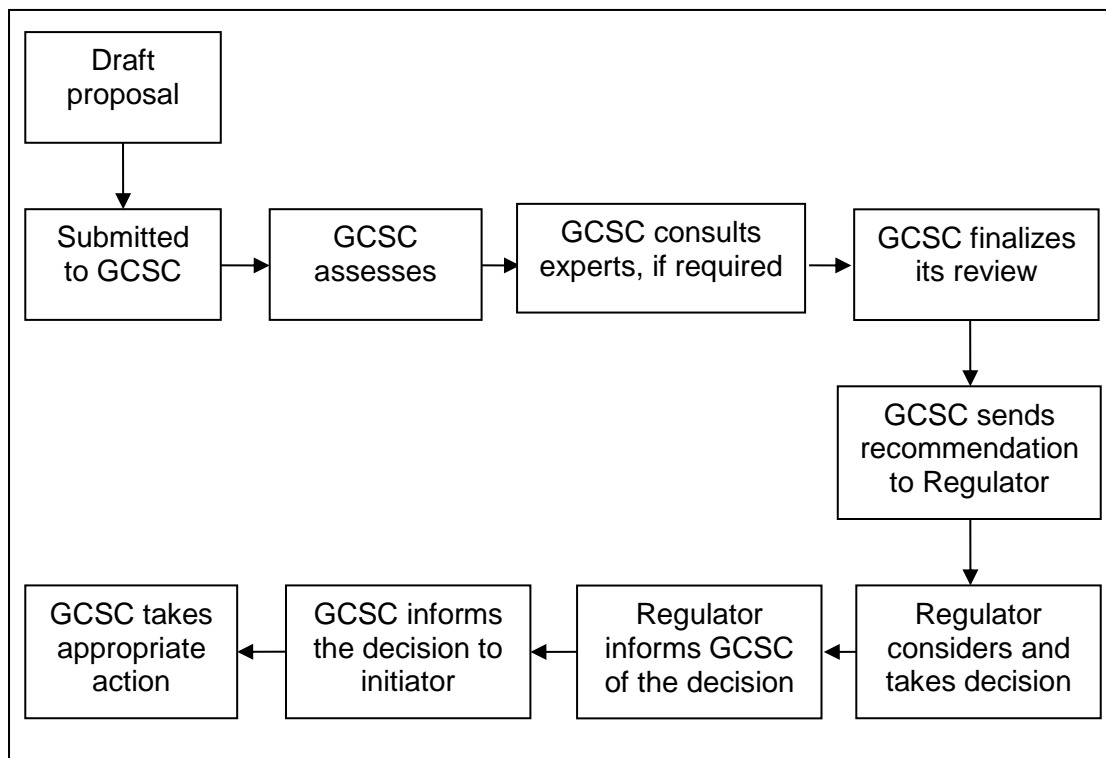 Draft
proposal
Submitted
to GCSC
GCSC
assesses
GCSC consults
experts, if required
GCSC finalizes
its review
GCSC sends
recommendation
to Regulator
Regulator
considers and
takes decision
Regulator
informs GCSC
of the decision
GCSC informs
the decision to
initiator
GCSC takes
appropriate
action